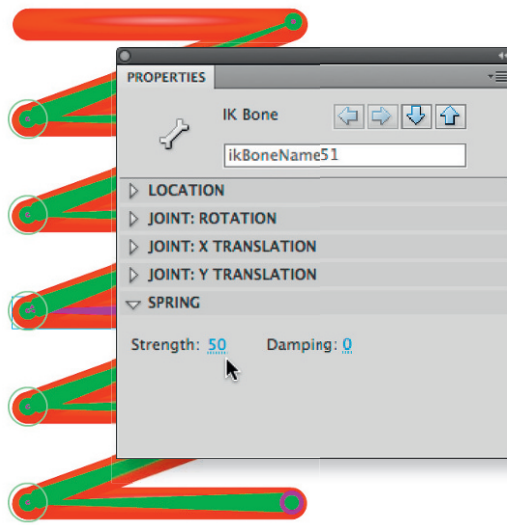 PROPERTIES
IK Bone
ikBoneName51
LOCATION
JOINT: ROTATION
JOINT: X TRANSLATION
JOINT: Y TRANSLATION
SPRING
Strength: 50 Damping: 0